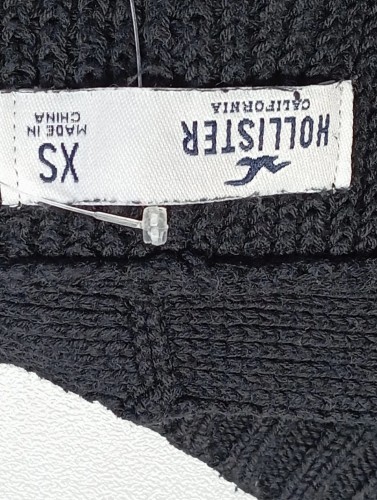 HOLLISTER
CALIFORNIA
XS
MADE IN
CHINA